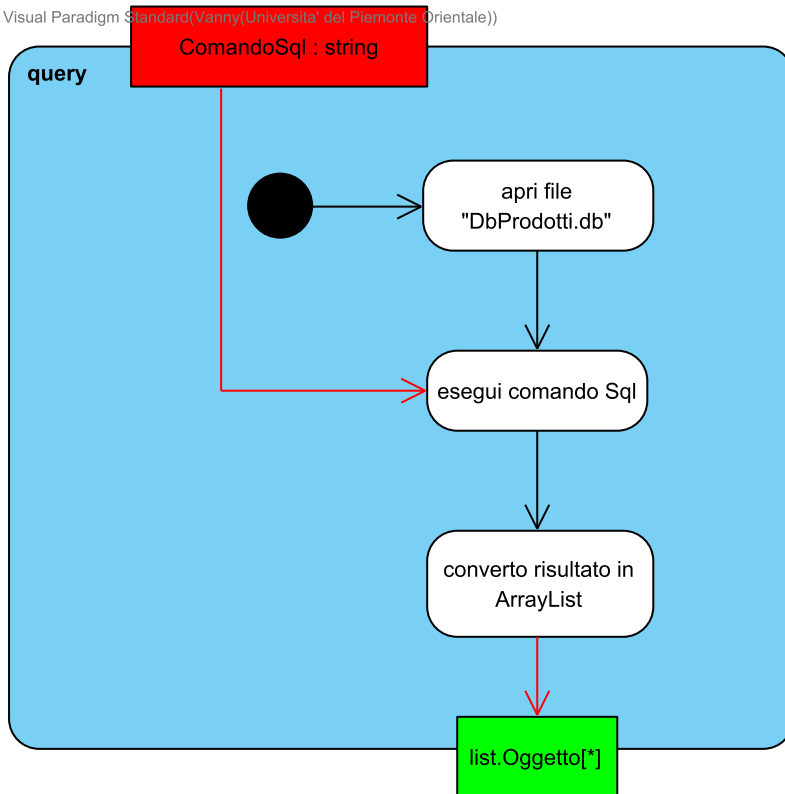 Visual Paradigm Standard(Vanny(Universita' del Piemonte Orientale))
ComandoSql : string
query
apri file
"DbProdotti.db"
esegui comando Sql
converto risultato in
ArrayList
list.Oggetto[*]